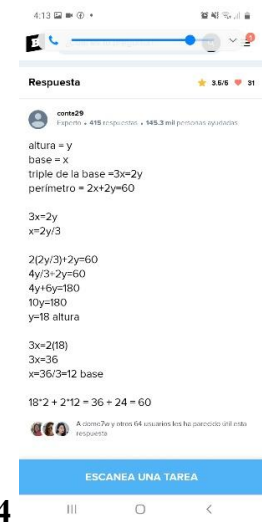 4:13
Respuesta
3.6/5
31
conta29
Experto • 415 respuestas • 145.3 mil personas ayudadas
altura = y
base = x
triple de la base =3x=2y
perímetro = 2x+2y=60
3x=2y
x=2y/3
2(2y/3)+2y=60
4y/3+2y=60
4y+6y=180
10y=180
y=18 altura
3x=2(18)
3x=36
x=36/3=12 base
18*2 + 2*12 = 36 + 24 = 60
A domo7w y otros 64 usuarios les ha parecido útil esta
respuesta
ESCANEA UNA TAREA
4